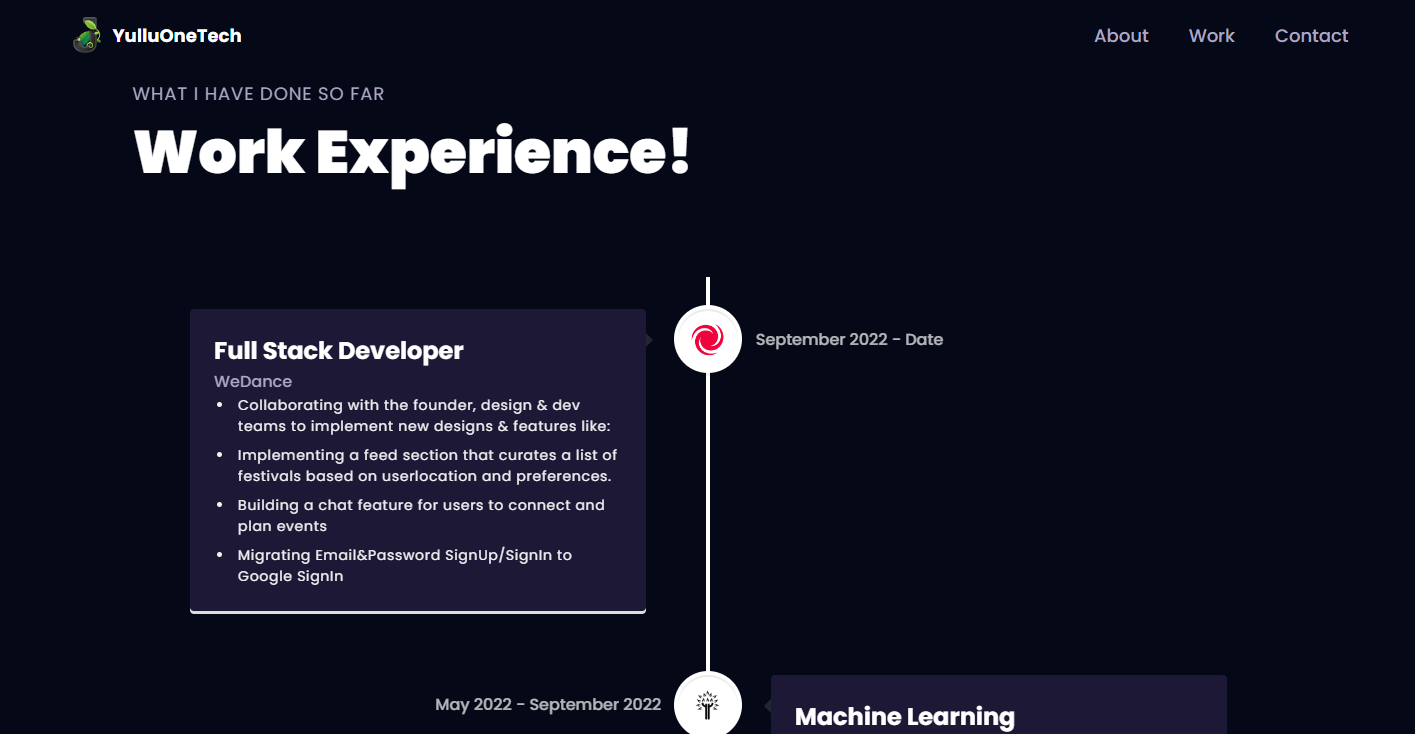 YulluOneTech
About
Work
Contact
WHAT I HAVE DONE SO FAR
Work Experience!
Full Stack Developer
WeDance
• Collaborating with the founder, design & dev
teams to implement new designs & features like:
• Implementing a feed section that curates a list of
festivals based on userlocation and preferences.
• Building a chat feature for users to connect and
plan events
• Migrating Email&Password SignUp/SignIn to
Google SignIn
September 2022 - Date
May 2022 - September 2022
Machine Learning